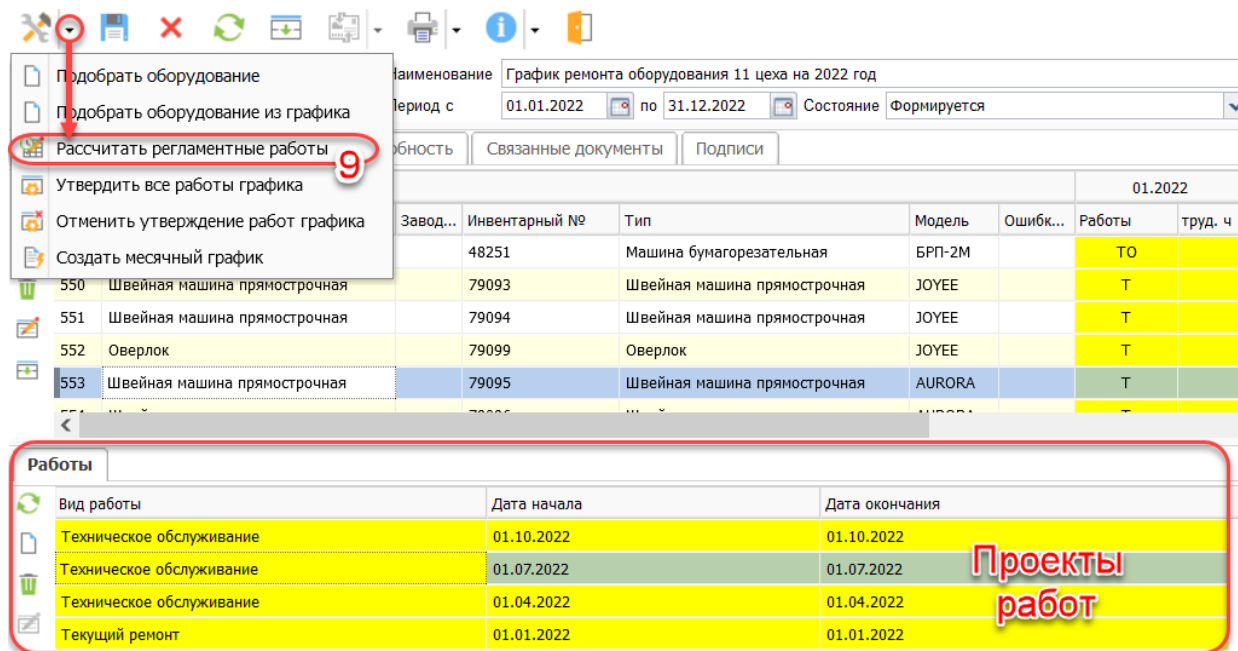 Подобрать оборудование
Подобрать оборудование из графика
Рассчитать регламентные работы
9
Утвердить все работы графика
Отменить утверждение работ графика
Создать месячный график
Наименование График ремонта оборудования 11 цеха на 2022 год
Период с 01.01.2022 по 31.12.2022 Состояние Формируется
Связанные документы Подписи
01.2022
Завод... Инвентарный № Тип Модель Ошибк... Работы труд. ч
48251 Машина бумагорезательная БРП-2М ТО
550 Швейная машина прямострочная 79093 Швейная машина прямострочная JOYEE Т
551 Швейная машина прямострочная 79094 Швейная машина прямострочная JOYEE Т
552 Оверлок 79099 Оверлок JOYEE Т
553 Швейная машина прямострочная 79095 Швейная машина прямострочная AURORA Т
Работы
Вид работы Дата начала Дата окончания
Техническое обслуживание 01.10.2022 01.10.2022
Техническое обслуживание 01.07.2022 01.07.2022
Техническое обслуживание 01.04.2022 01.04.2022
Текущий ремонт 01.01.2022 01.01.2022
Проекты
работ